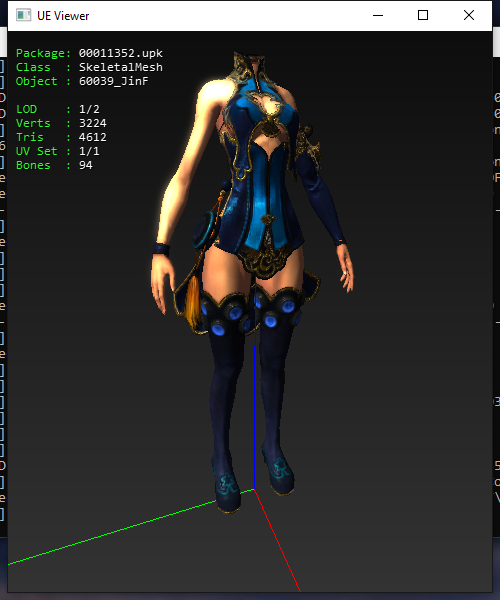 UE Viewer
Package: 00011352.upk
Class  : SkeletalMesh
Object : 60039_JinF
LOD    : 1/2
Verts  : 3224
Tris   : 4612
UV Set : 1/1
Bones  : 94